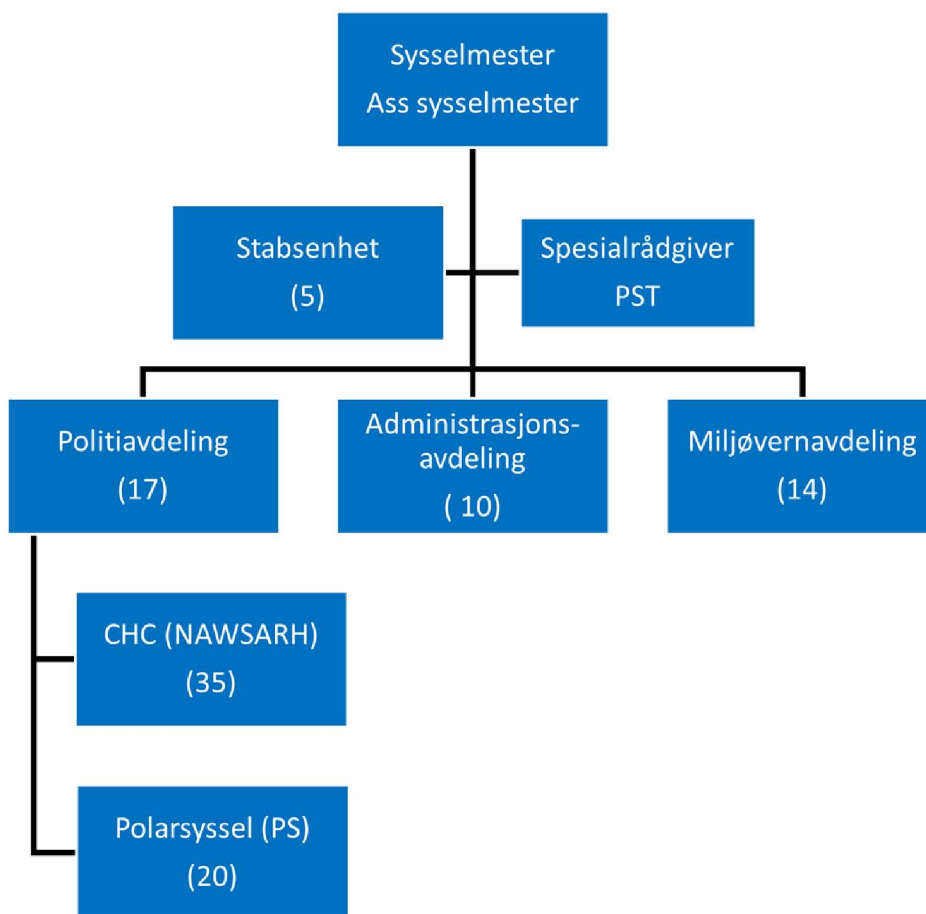 Sysselmester
Ass sysselmester
Stabsenhet
(5)
Spesialrådgiver
PST
Politiavdeling
(17)
Administrasjons-
avdeling
( 10)
Miljøvernavdeling
(14)
CHC (NAWSARH)
(35)
Polarsyssel (PS)
(20)